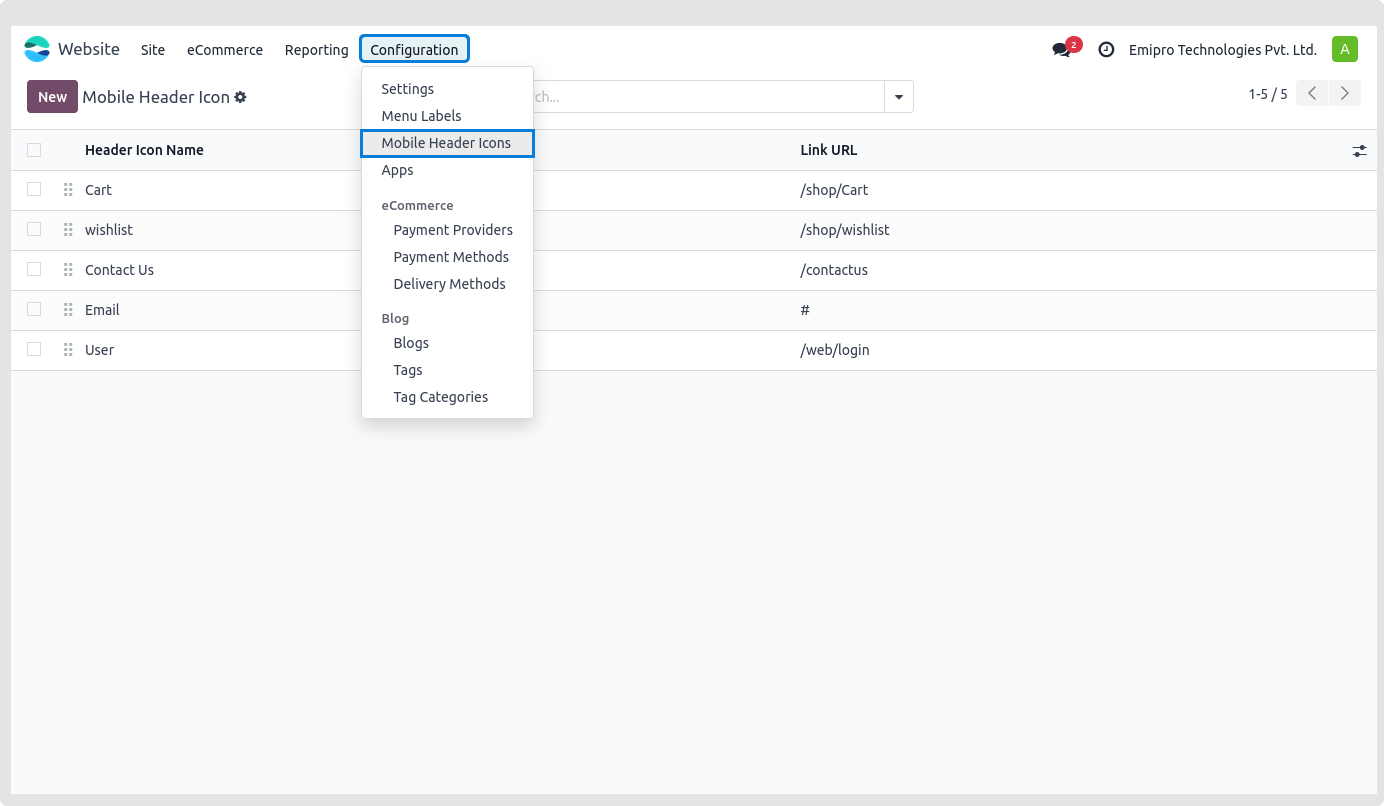 Website Site eCommerce Reporting Configuration 2 Emipro Technologies Pvt. Ltd. A
New Mobile Header Icon 1-5 / 5
Settings
Menu Labels
Mobile Header Icons
Apps
eCommerce
Payment Providers
Payment Methods
Delivery Methods
Blog
Blogs
Tags
Tag Categories
Header Icon Name Link URL
Cart /shop/Cart
wishlist /shop/wishlist
Contact Us /contactus
Email #
User /web/login